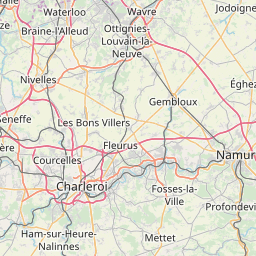 Waterloo
Wavre
Jodoigne
Braine-l'Alleud
Ottignies-
Louvain-la-
Neuve
Nivelles
Gembloux
Éghez
Seneffe
Les Bons Villers
Fleurus
Courcelles
Namur
Charleroi
Fosses-la-
Ville
Profondevi
Ham-sur-Heure-
Nalinnes
Mettet